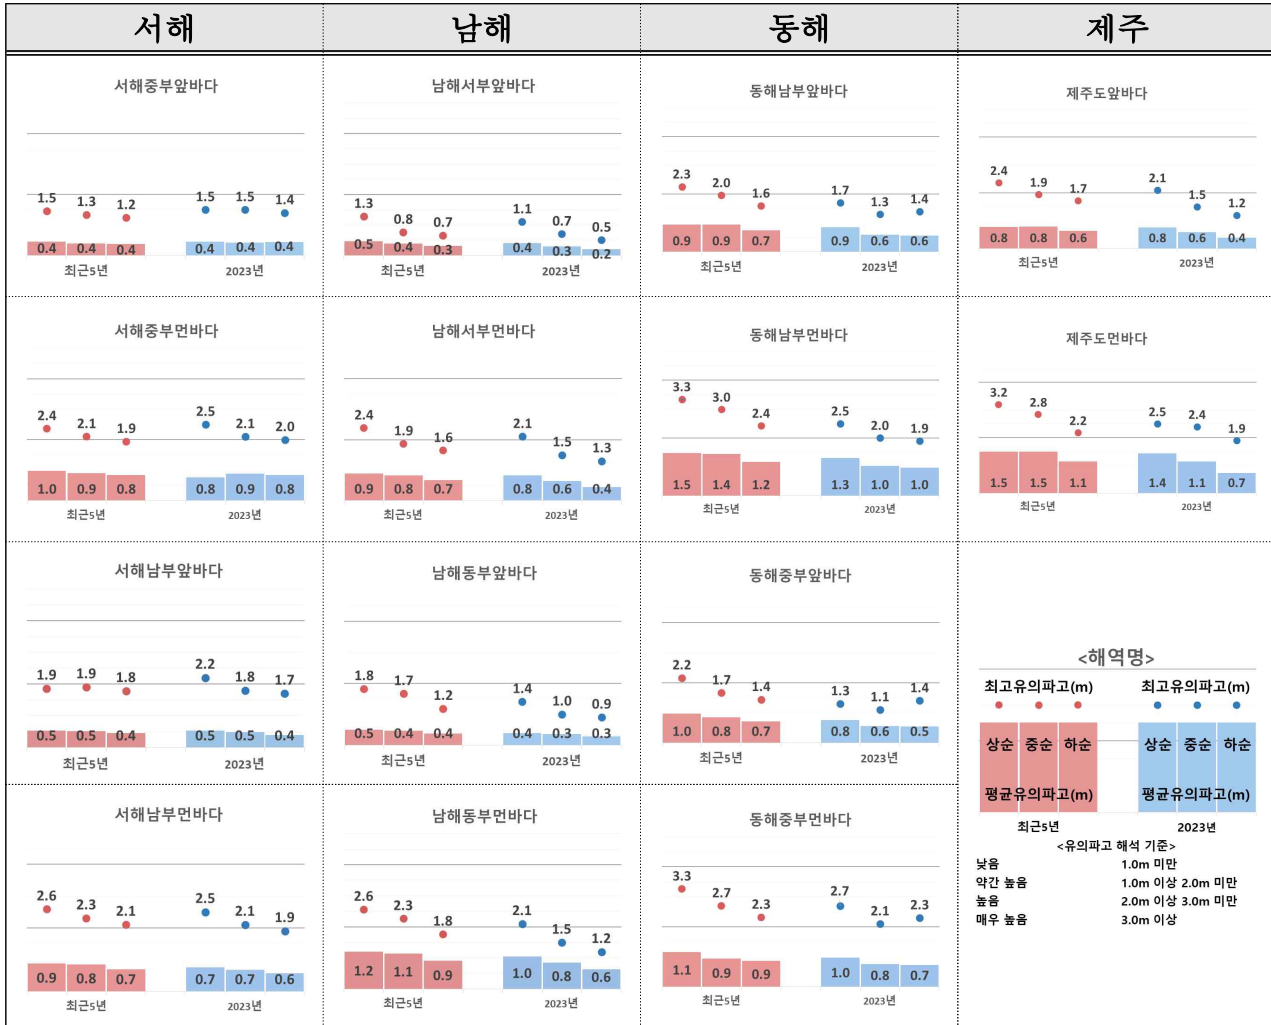 서해 남해 동해 제주
서해중부앞바다
1.5 1.3 1.2 1.5 1.5 1.4
0.4 0.4 0.4 0.4 0.4 0.4
최근5년 2023년
남해서부앞바다
1.3 0.8 0.7 1.1 0.7 0.5
0.5 0.4 0.3 0.4 0.3 0.2
최근5년 2023년
동해남부앞바다
2.3 2.0 1.6 1.7 1.3 1.4
0.9 0.9 0.7 0.9 0.6 0.6
최근5년 2023년
제주도앞바다
2.4 1.9 1.7 2.1 1.5 1.2
0.8 0.8 0.6 0.8 0.6 0.4
최근5년 2023년
서해중부먼바다
2.4 2.1 1.9 2.5 2.1 2.0
1.0 0.9 0.8 0.8 0.9 0.8
최근5년 2023년
남해서부먼바다
2.4 1.9 1.6 2.1 1.5 1.3
0.9 0.8 0.7 0.8 0.6 0.4
최근5년 2023년
동해남부먼바다
3.3 3.0 2.4 2.5 2.0 1.9
1.5 1.4 1.2 1.3 1.0 1.0
최근5년 2023년
제주도먼바다
3.2 2.8 2.2 2.5 2.4 1.9
1.5 1.5 1.1 1.4 1.1 0.7
최근5년 2023년
서해남부앞바다
1.9 1.9 1.8 2.2 1.8 1.7
0.5 0.5 0.4 0.5 0.5 0.4
최근5년 2023년
남해동부앞바다
1.8 1.7 1.2 1.4 1.0 0.9
0.5 0.4 0.4 0.4 0.3 0.3
최근5년 2023년
동해중부앞바다
2.2 1.7 1.4 1.3 1.1 1.4
1.0 0.8 0.7 0.8 0.6 0.5
최근5년 2023년
서해남부먼바다
2.6 2.3 2.1 2.5 2.1 1.9
0.9 0.8 0.7 0.7 0.7 0.6
최근5년 2023년
남해동부먼바다
2.6 2.3 1.8 2.1 1.5 1.2
1.2 1.1 0.9 1.0 0.8 0.6
최근5년 2023년
동해중부먼바다
3.3 2.7 2.3 2.7 2.1 2.3
1.1 0.9 0.9 1.0 0.8 0.7
최근5년 2023년
<해역명>
최고유의파고(m) 최고유의파고(m)
상순 중순 하순 상순 중순 하순
평균유의파고(m) 평균유의파고(m)
최근5년 2023년
<유의파고 해석 기준>
낮음 1.0m 미만
약간 높음 1.0m 이상 2.0m 미만
높음 2.0m 이상 3.0m 미만
매우 높음 3.0m 이상